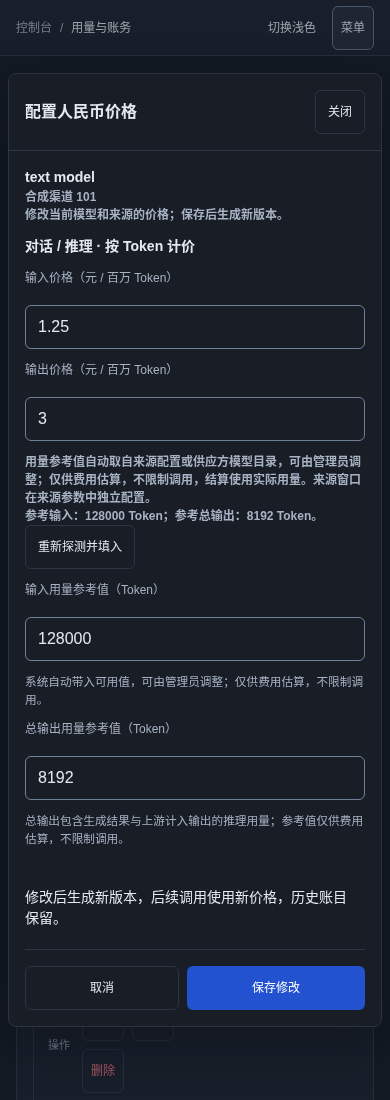 控制台 / 用量与账务 切换浅色 菜单
配置人民币价格 关闭
text model
合成渠道 101
修改当前模型和来源的价格；保存后生成新版本。
对话 / 推理 · 按 Token 计价
输入价格（元 / 百万 Token）
1.25
输出价格（元 / 百万 Token）
3
用量参考值自动取自来源配置或供应方模型目录，可由管理员调
整；仅供费用估算，不限制调用，结算使用实际用量。来源窗口
在来源参数中独立配置。
参考输入：128000 Token；参考总输出：8192 Token。
重新探测并填入
输入用量参考值（Token）
128000
系统自动带入可用值，可由管理员调整；仅供费用估算，不限制调
用。
总输出用量参考值（Token）
8192
总输出包含生成结果与上游计入输出的推理用量；参考值仅供费用
估算，不限制调用。
修改后生成新版本，后续调用使用新价格，历史账目
保留。
取消 保存修改
操作
删除